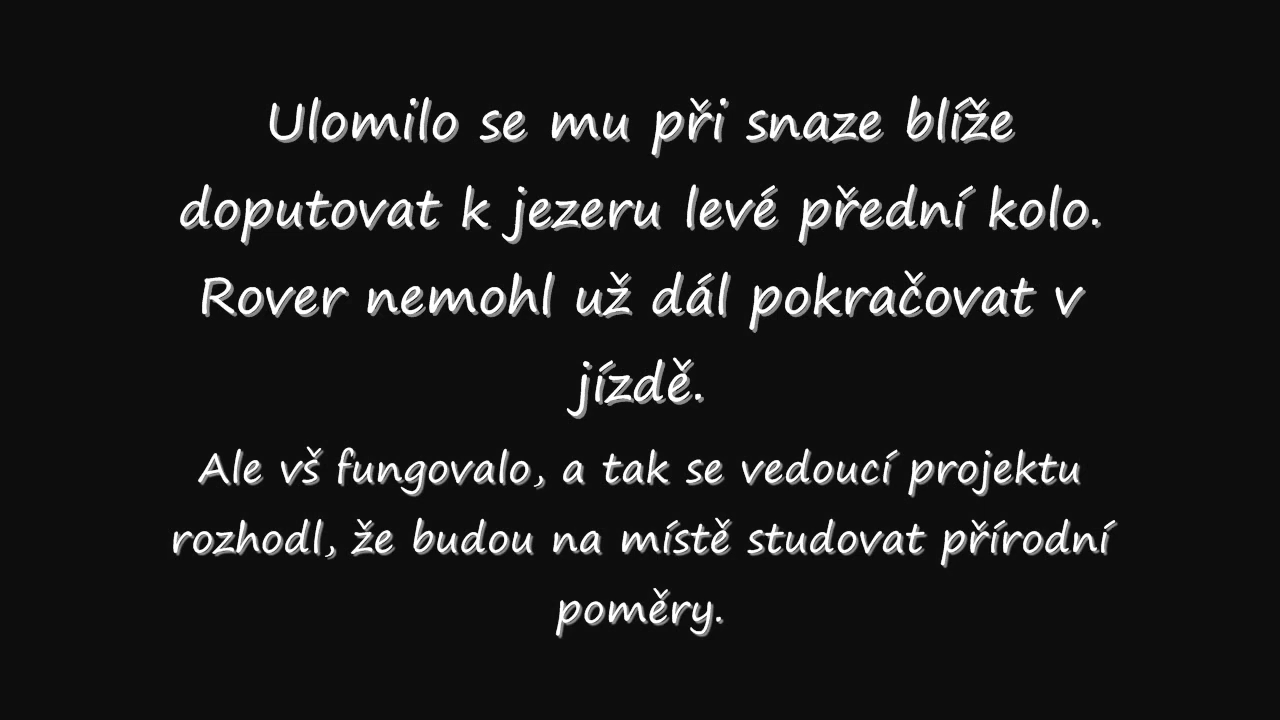 Ulomilo se mu při snaze blíže
doputovat k jezeru levé přední kolo.
Rover nemohl už dál pokračovat v
jízdě.
Ale vš fungovalo, a tak se vedoucí projektu
rozhodl, že budou na místě studovat přírodní
poměry.